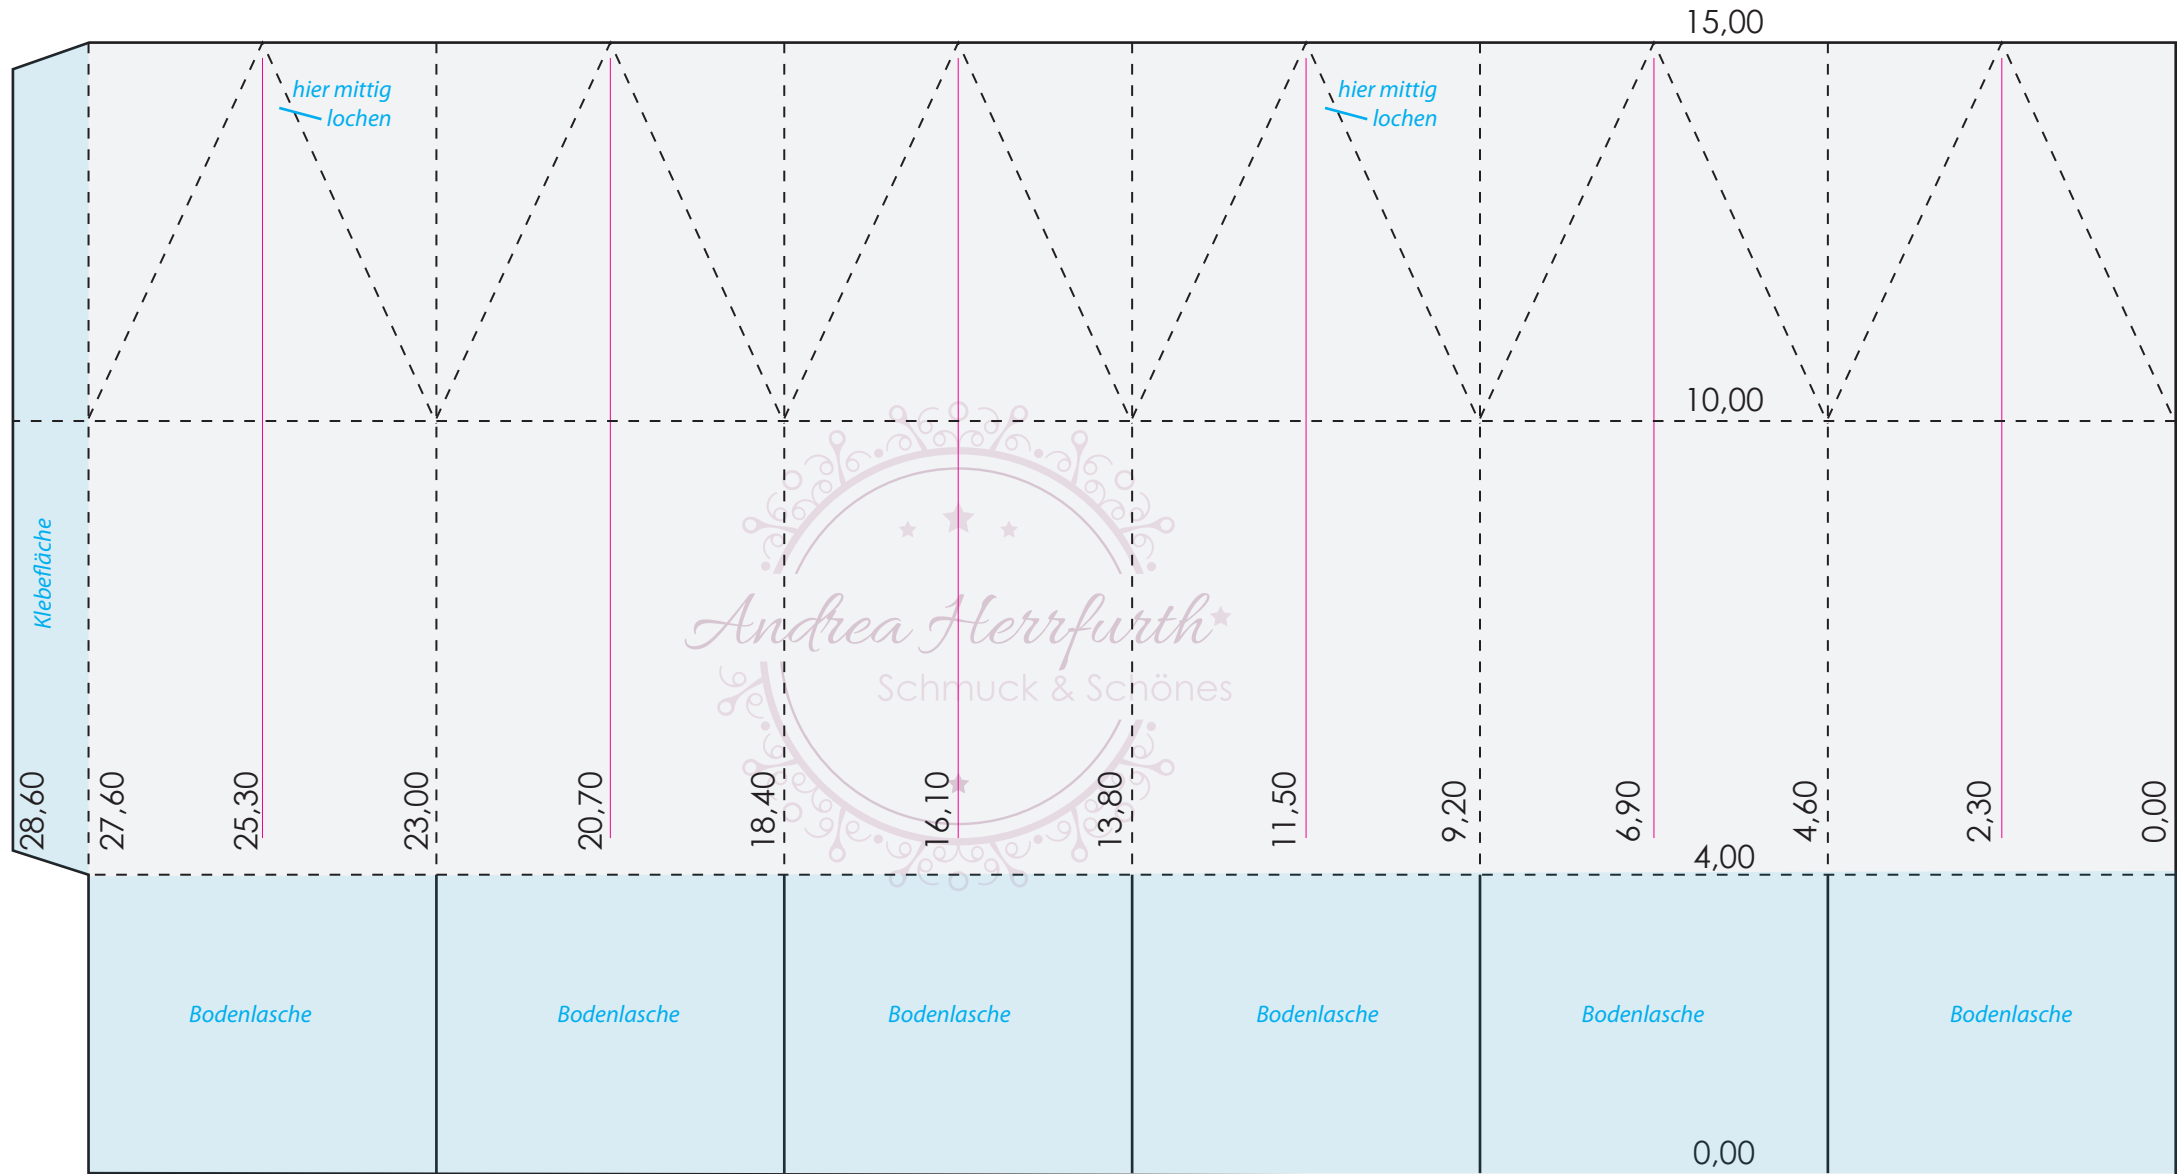 15,00
hier mittig
lochen
hier mittig
lochen
10,00
Klebefläche
Andrea Herrfurth
Schmuck & Schönes
28,60
27,60
25,30
23,00
20,70
18,40
16,10
13,80
11,50
9,20
6,90
4,60
2,30
0,00
4,00
Bodenlasche
Bodenlasche
Bodenlasche
Bodenlasche
Bodenlasche
Bodenlasche
0,00